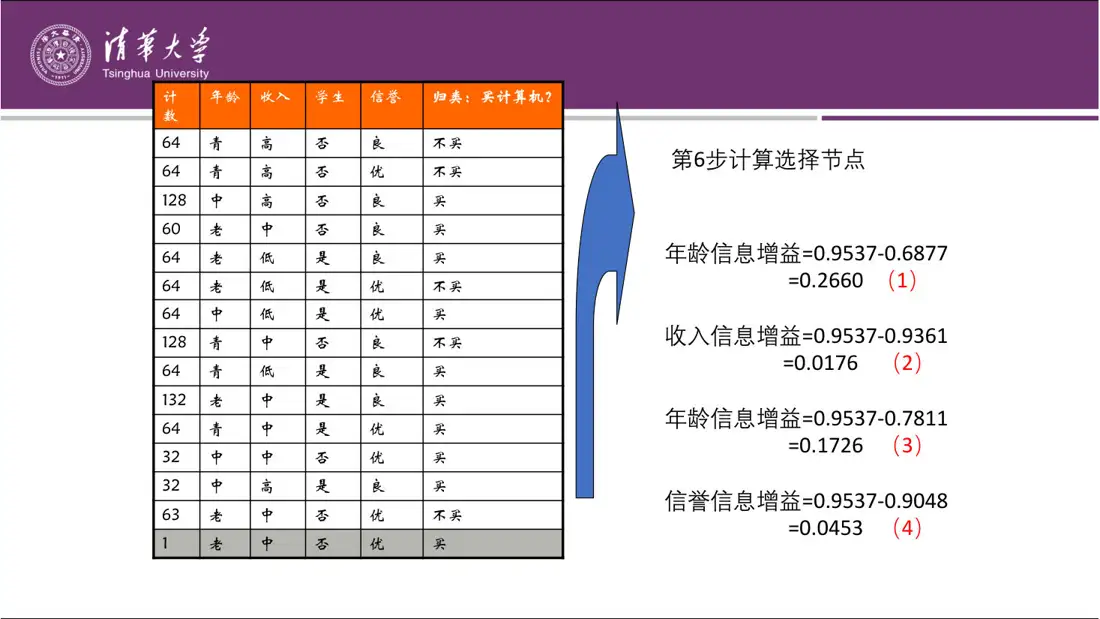 清华大学
Tsinghua University
计数 年龄 收入 学生 信誉 归类：买计算机？
64 青 高 否 良 不买
64 青 高 否 优 不买
128 中 高 否 良 买
60 老 中 否 良 买
64 老 低 是 良 买
64 老 低 是 优 不买
64 中 低 是 优 买
128 青 中 否 良 不买
64 青 低 是 良 买
132 老 中 是 良 买
64 青 中 是 优 买
32 中 中 否 优 买
32 中 高 是 良 买
63 老 中 否 优 不买
1 老 中 否 优 买
第6步计算选择节点
年龄信息增益=0.9537-0.6877
=0.2660 （1）
收入信息增益=0.9537-0.9361
=0.0176 （2）
年龄信息增益=0.9537-0.7811
=0.1726 （3）
信誉信息增益=0.9537-0.9048
=0.0453 （4）